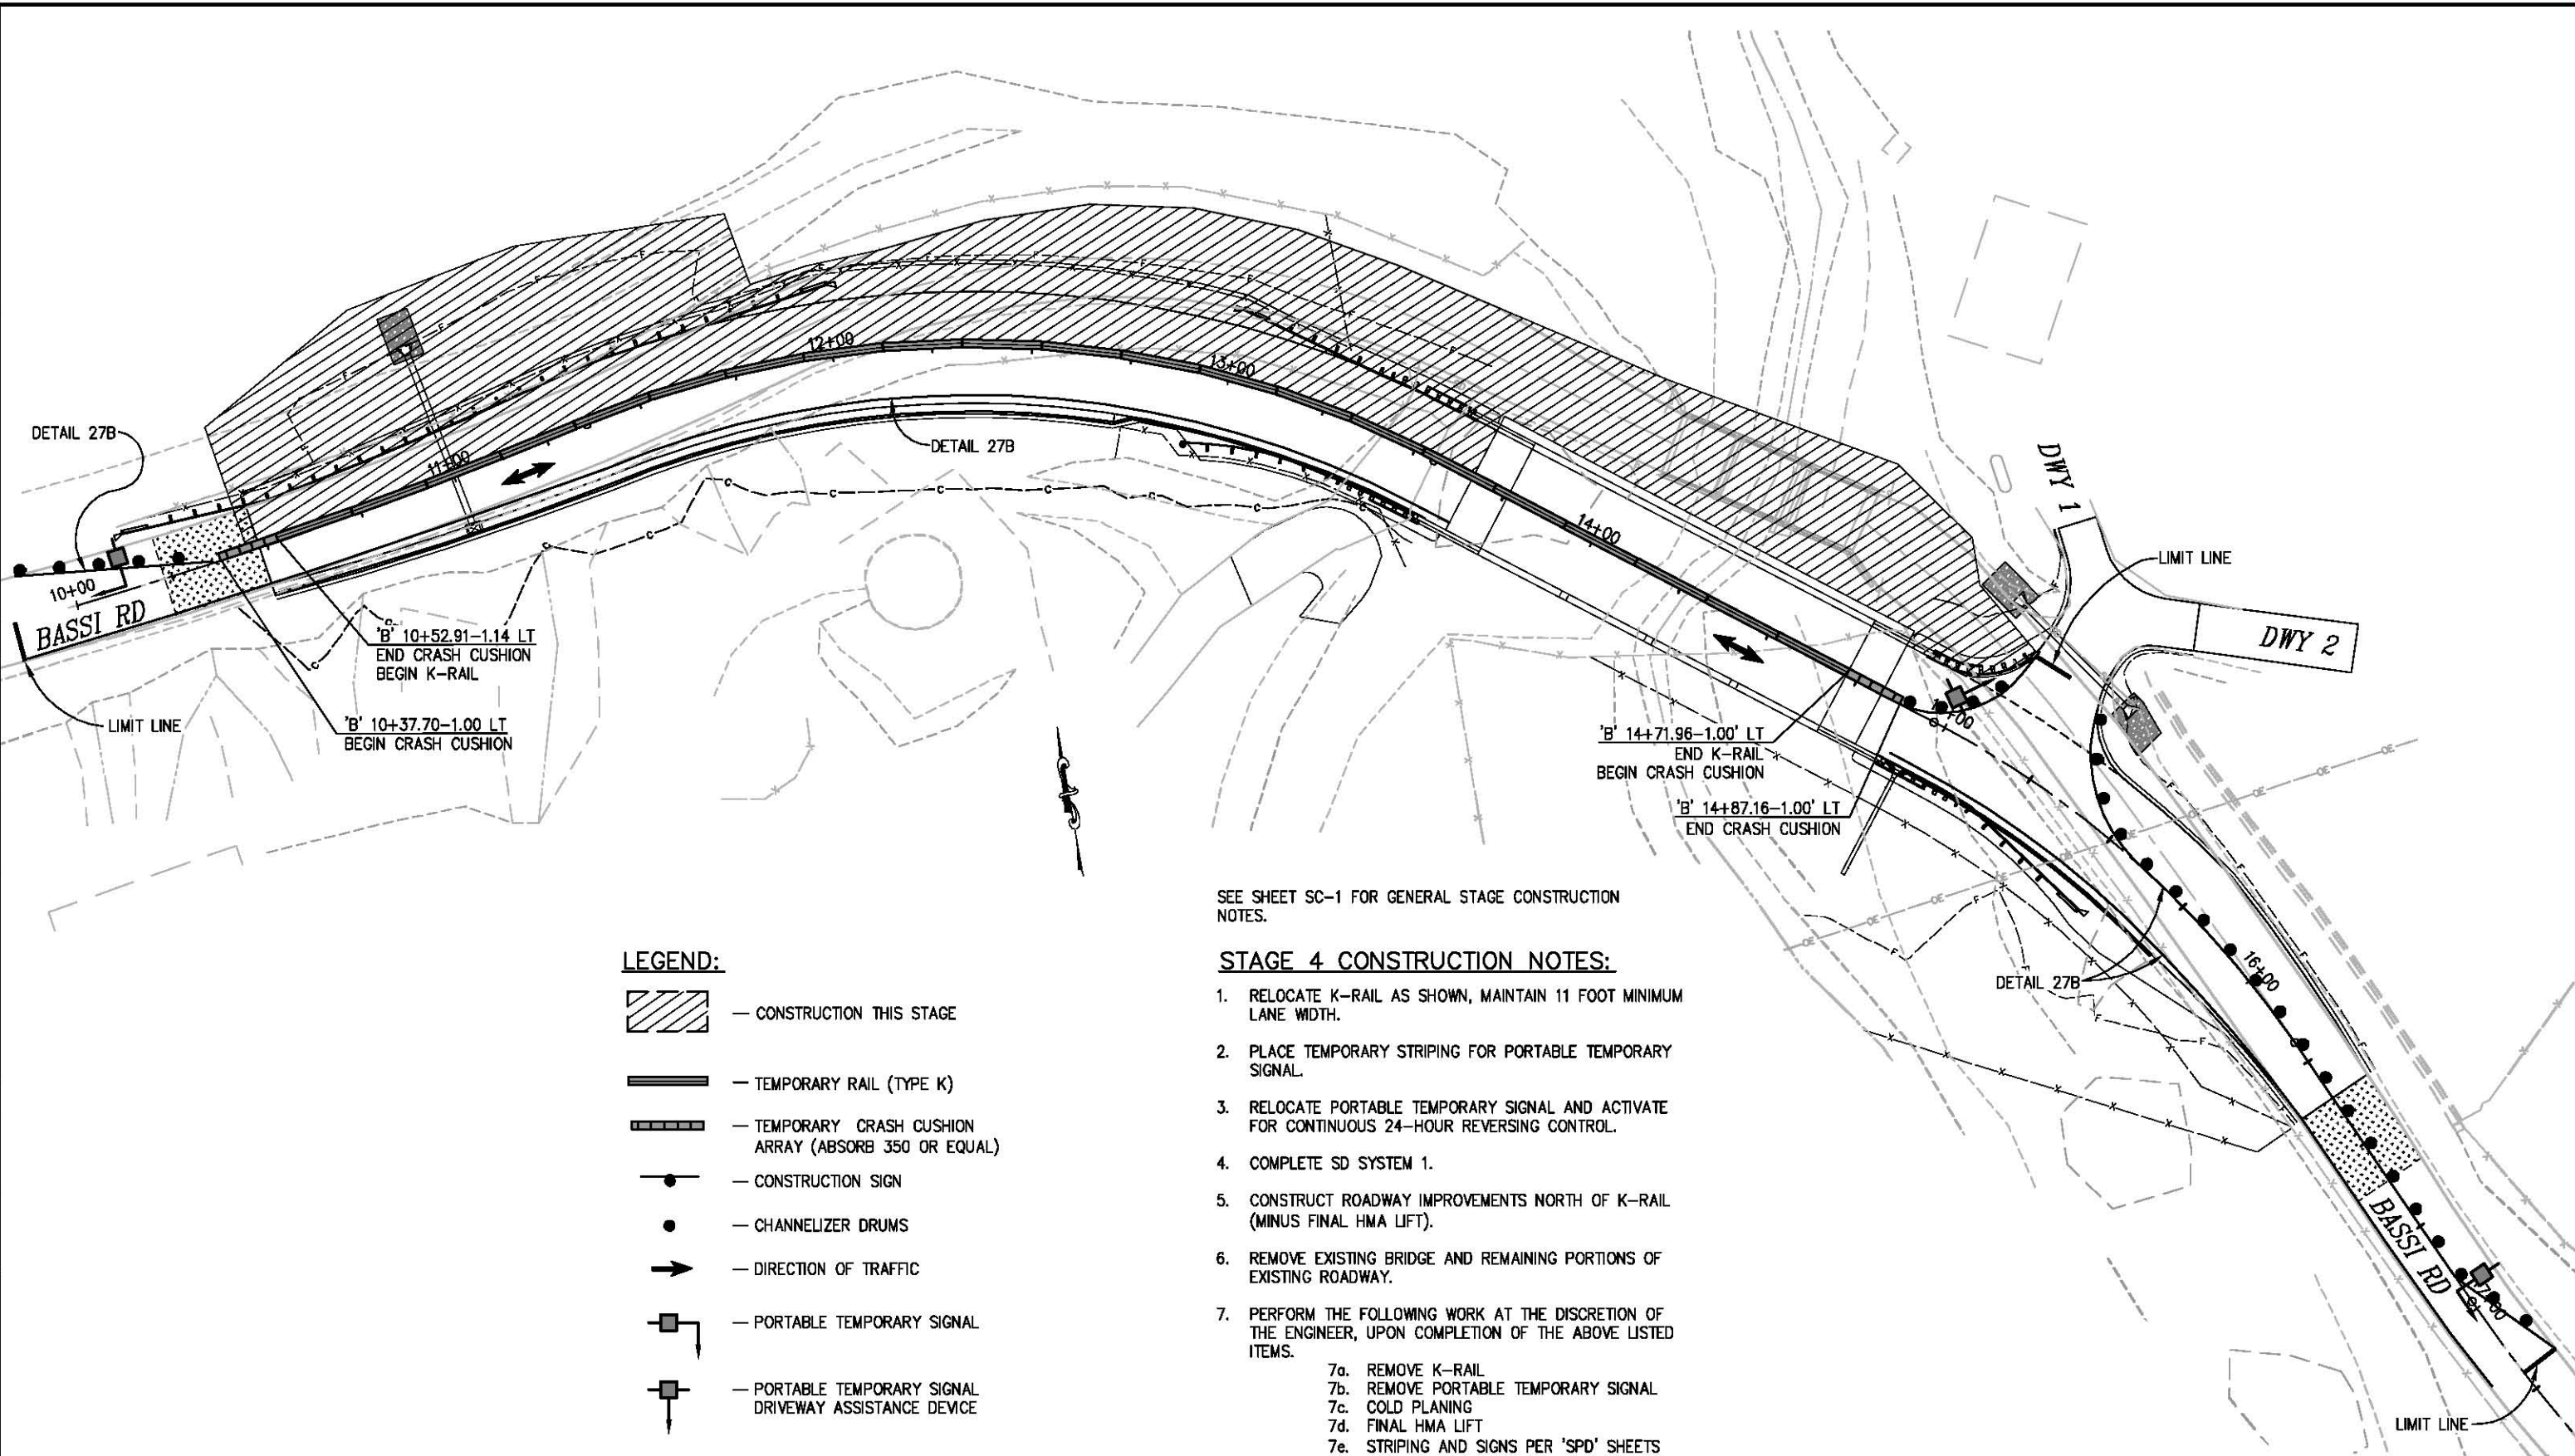 DETAIL 27B
10+00
BASSI RD
LIMIT LINE
'B' 10+52.91-1.14 LT
END CRASH CUSHION
BEGIN K-RAIL
'B' 10+37.70-1.00 LT
BEGIN CRASH CUSHION
11+00
12+00
DETAIL 27B
13+00
14+00
DWY 1
LIMIT LINE
DWY 2
'B' 14+71.96-1.00' LT
END K-RAIL
BEGIN CRASH CUSHION
'B' 14+87.16-1.00' LT
END CRASH CUSHION
DETAIL 27B
16+00
BASSI RD
LIMIT LINE
SEE SHEET SC-1 FOR GENERAL STAGE CONSTRUCTION
NOTES.
LEGEND:
— CONSTRUCTION THIS STAGE
— TEMPORARY RAIL (TYPE K)
— TEMPORARY CRASH CUSHION
ARRAY (ABSORB 350 OR EQUAL)
— CONSTRUCTION SIGN
— CHANNELIZER DRUMS
— DIRECTION OF TRAFFIC
— PORTABLE TEMPORARY SIGNAL
— PORTABLE TEMPORARY SIGNAL
DRIVEWAY ASSISTANCE DEVICE
STAGE 4 CONSTRUCTION NOTES:
1. RELOCATE K-RAIL AS SHOWN, MAINTAIN 11 FOOT MINIMUM
LANE WIDTH.
2. PLACE TEMPORARY STRIPING FOR PORTABLE TEMPORARY
SIGNAL.
3. RELOCATE PORTABLE TEMPORARY SIGNAL AND ACTIVATE
FOR CONTINUOUS 24-HOUR REVERSING CONTROL.
4. COMPLETE SD SYSTEM 1.
5. CONSTRUCT ROADWAY IMPROVEMENTS NORTH OF K-RAIL
(MINUS FINAL HMA LIFT).
6. REMOVE EXISTING BRIDGE AND REMAINING PORTIONS OF
EXISTING ROADWAY.
7. PERFORM THE FOLLOWING WORK AT THE DISCRETION OF
THE ENGINEER, UPON COMPLETION OF THE ABOVE LISTED
ITEMS.
7a. REMOVE K-RAIL
7b. REMOVE PORTABLE TEMPORARY SIGNAL
7c. COLD PLANING
7d. FINAL HMA LIFT
7e. STRIPING AND SIGNS PER 'SPD' SHEETS